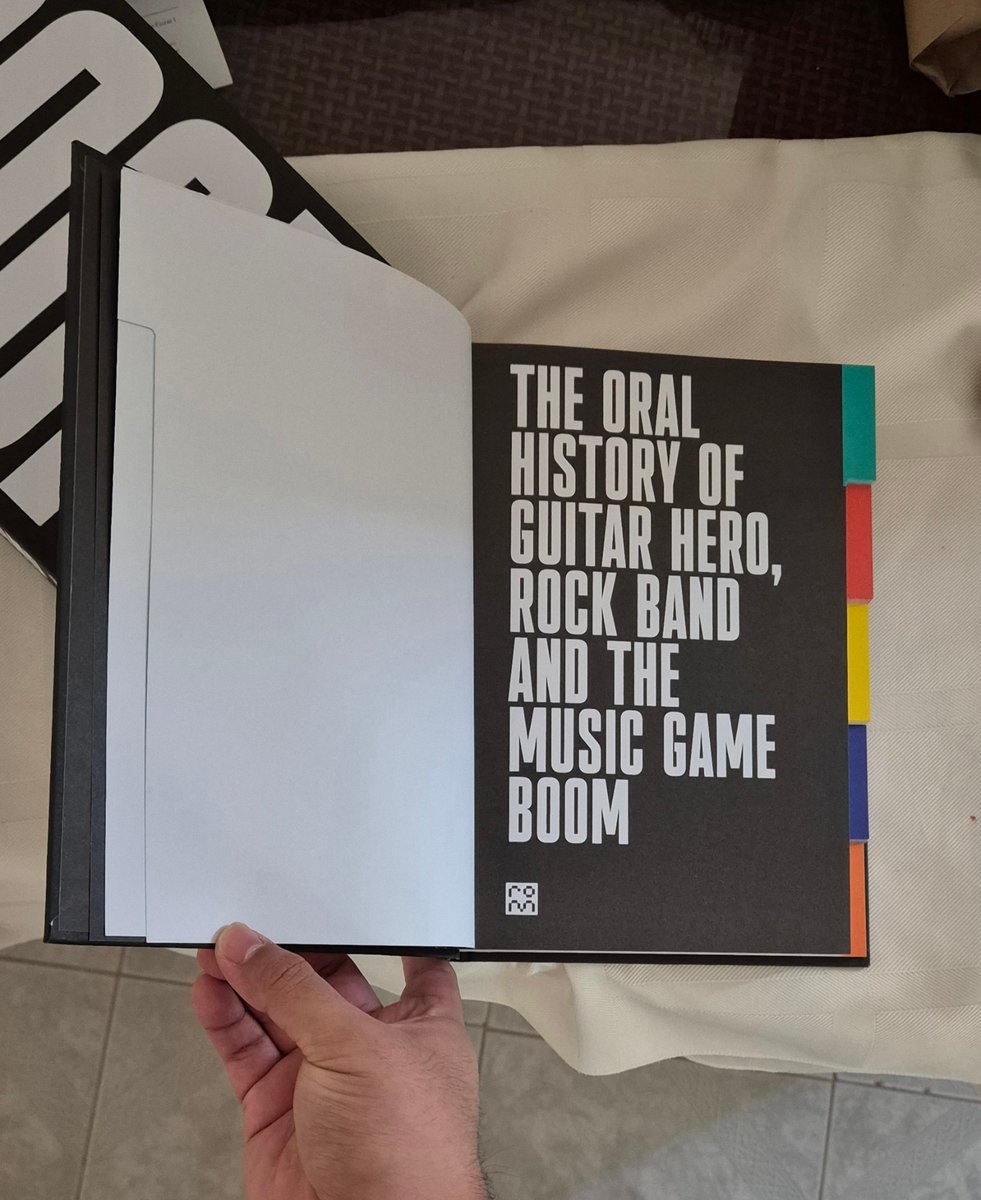 THE ORAL
HISTORY OF
GUITAR HERO,
ROCK BAND
AND THE
MUSIC GAME
BOOM